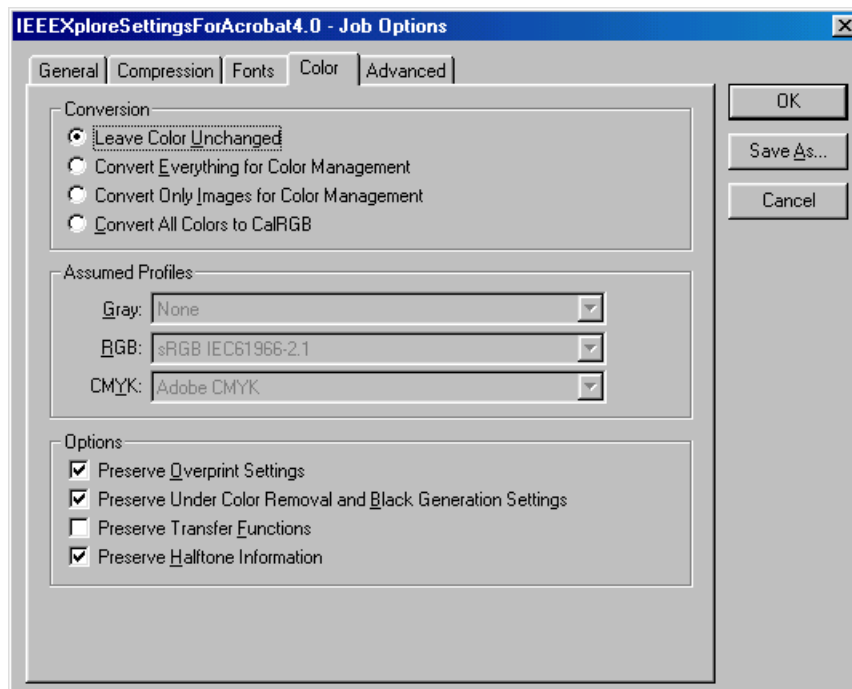 IEEEXploreSettingsForAcrobat4.0 - Job Options
General Compression Fonts Color Advanced
Conversion
Leave Color Unchanged
Convert Everything for Color Management
Convert Only Images for Color Management
Convert All Colors to CalRGB
Assumed Profiles
Gray: None
RGB: sRGB IEC61966-2.1
CMYK: Adobe CMYK
Options
Preserve Overprint Settings
Preserve Under Color Removal and Black Generation Settings
Preserve Transfer Functions
Preserve Halftone Information
OK
Save As...
Cancel